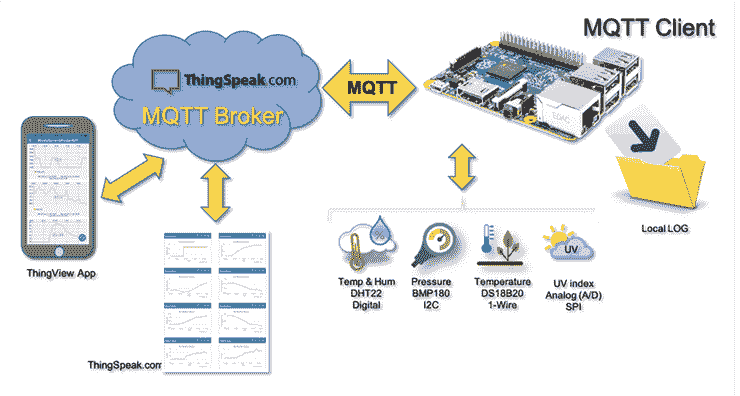 MQTT Client
ThingSpeak.com
MQTT Broker
MQTT
ThingView App
ThingSpeak.com
%
Temp & Hum
DHT22
Digital
Pressure
BMP180
I2C
Temperature
DS18B20
1-Wire
UV
UV index
Analog (A/D)
SPI
Local LOG